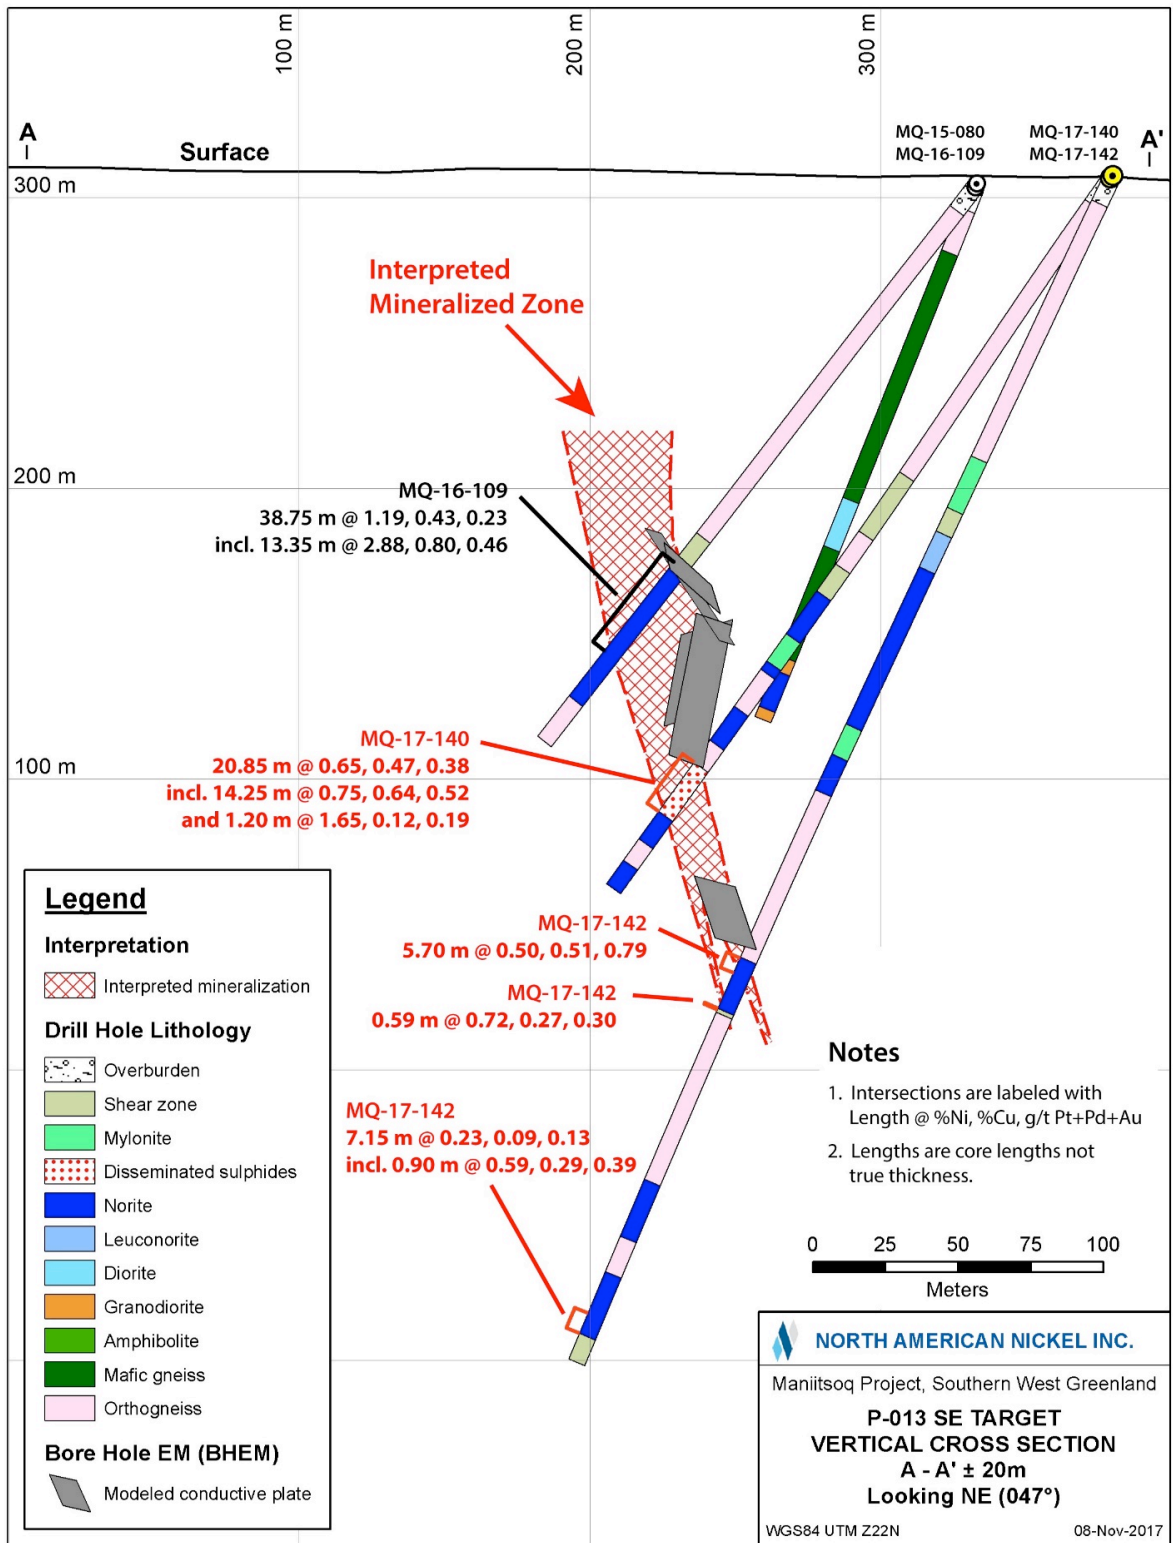 100 m
200 m
300 m
A
Surface
MQ-15-080
MQ-16-109
MQ-17-140
MQ-17-142
A'
300 m
Interpreted
Mineralized Zone
200 m
MQ-16-109
38.75 m @ 1.19, 0.43, 0.23
incl. 13.35 m @ 2.88, 0.80, 0.46
100 m
MQ-17-140
20.85 m @ 0.65, 0.47, 0.38
incl. 14.25 m @ 0.75, 0.64, 0.52
and 1.20 m @ 1.65, 0.12, 0.19
MQ-17-142
5.70 m @ 0.50, 0.51, 0.79
MQ-17-142
0.59 m @ 0.72, 0.27, 0.30
MQ-17-142
7.15 m @ 0.23, 0.09, 0.13
incl. 0.90 m @ 0.59, 0.29, 0.39
Legend
Interpretation
Interpreted mineralization
Drill Hole Lithology
Overburden
Shear zone
Mylonite
Disseminated sulphides
Norite
Leuconorite
Diorite
Granodiorite
Amphibolite
Mafic gneiss
Orthogneiss
Bore Hole EM (BHEM)
Modeled conductive plate
Notes
1. Intersections are labeled with
Length @ %Ni, %Cu, g/t Pt+Pd+Au
2. Lengths are core lengths not
true thickness.
0 25 50 75 100
Meters
NORTH AMERICAN NICKEL INC.
Maniitsoq Project, Southern West Greenland
P-013 SE TARGET
VERTICAL CROSS SECTION
A - A' ± 20m
Looking NE (047°)
WGS84 UTM Z22N 08-Nov-2017